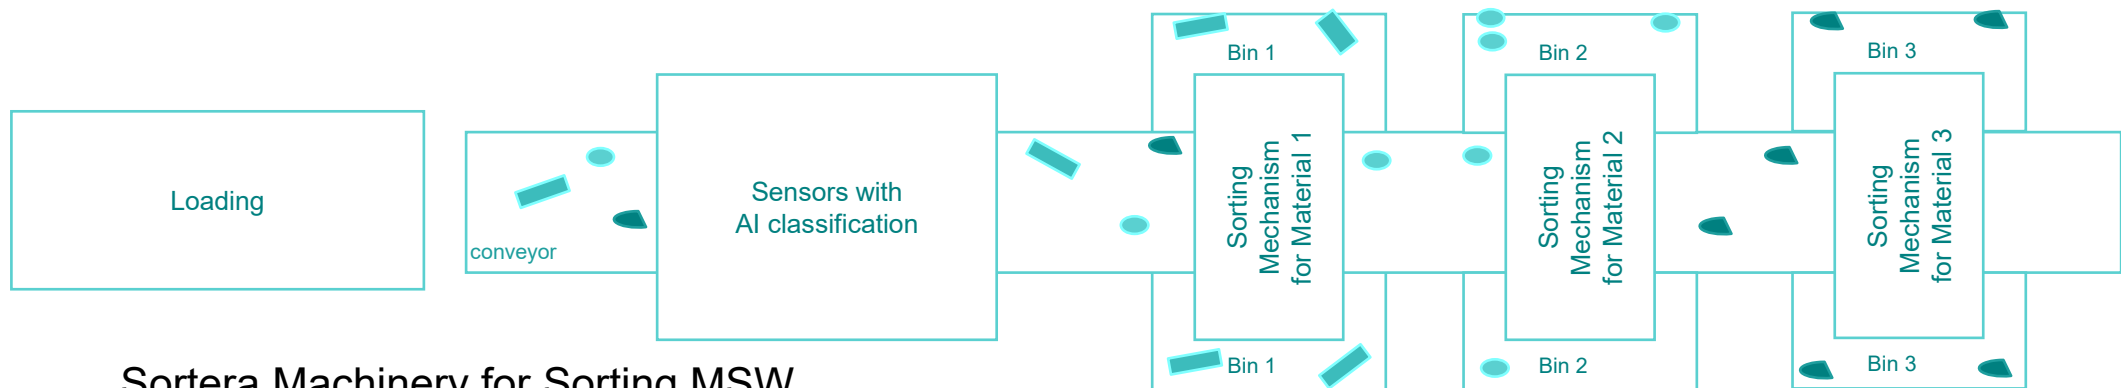 Bin 1
Bin 2
Bin 3
Loading
conveyor
Sensors with
AI classification
Sorting
Mechanism
for Material 1
Sorting
Mechanism
for Material 2
Sorting
Mechanism
for Material 3
Bin 1
Bin 2
Bin 3
Sortera Machinery for Sorting MSW